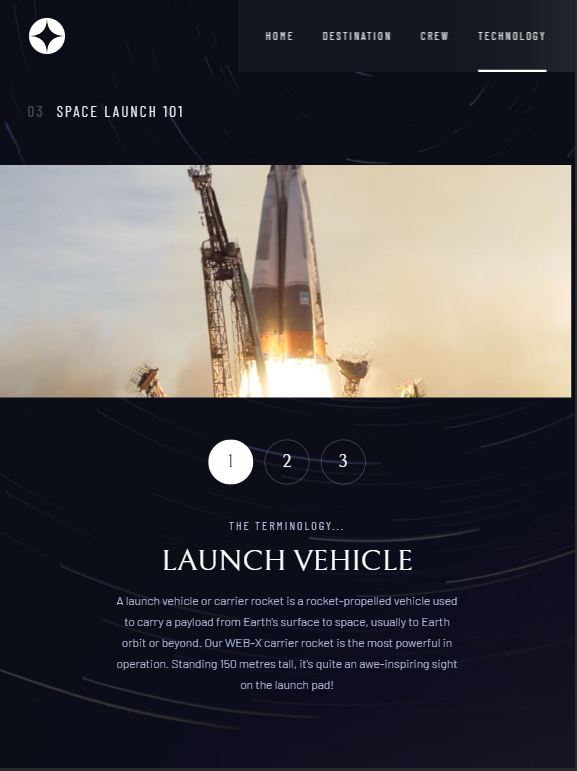 HOME DESTINATION CREW TECHNOLOGY
03 SPACE LAUNCH 101
1 2 3
THE TERMINOLOGY...
LAUNCH VEHICLE
A launch vehicle or carrier rocket is a rocket-propelled vehicle used
to carry a payload from Earth's surface to space, usually to Earth
orbit or beyond. Our WEB-X carrier rocket is the most powerful in
operation. Standing 150 metres tall, it's quite an awe-inspiring sight
on the launch pad!